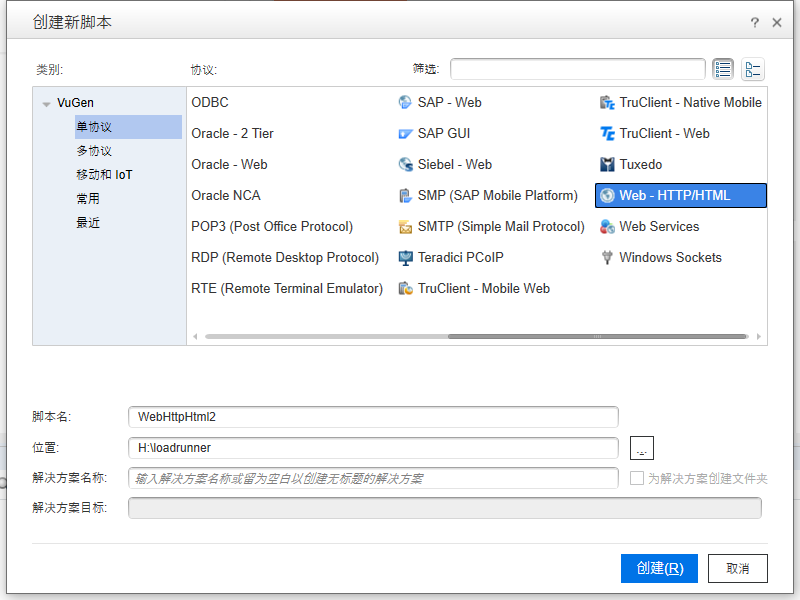 创建新脚本
? ×
类别:
协议:
筛选:
VuGen
单协议
多协议
移动和 IoT
常用
最近
ODBC
Oracle - 2 Tier
Oracle - Web
Oracle NCA
POP3 (Post Office Protocol)
RDP (Remote Desktop Protocol)
RTE (Remote Terminal Emulator)
SAP - Web
SAP GUI
Siebel - Web
SMP (SAP Mobile Platform)
SMTP (Simple Mail Protocol)
Teradici PCoIP
TruClient - Mobile Web
TruClient - Native Mobile
TruClient - Web
Tuxedo
Web - HTTP/HTML
Web Services
Windows Sockets
脚本名:
WebHttpHtml2
位置:
H:\loadrunner
...
解决方案名称:
输入解决方案名称或留为空白以创建无标题的解决方案
为解决方案创建文件夹
解决方案目标:
创建(R)
取消